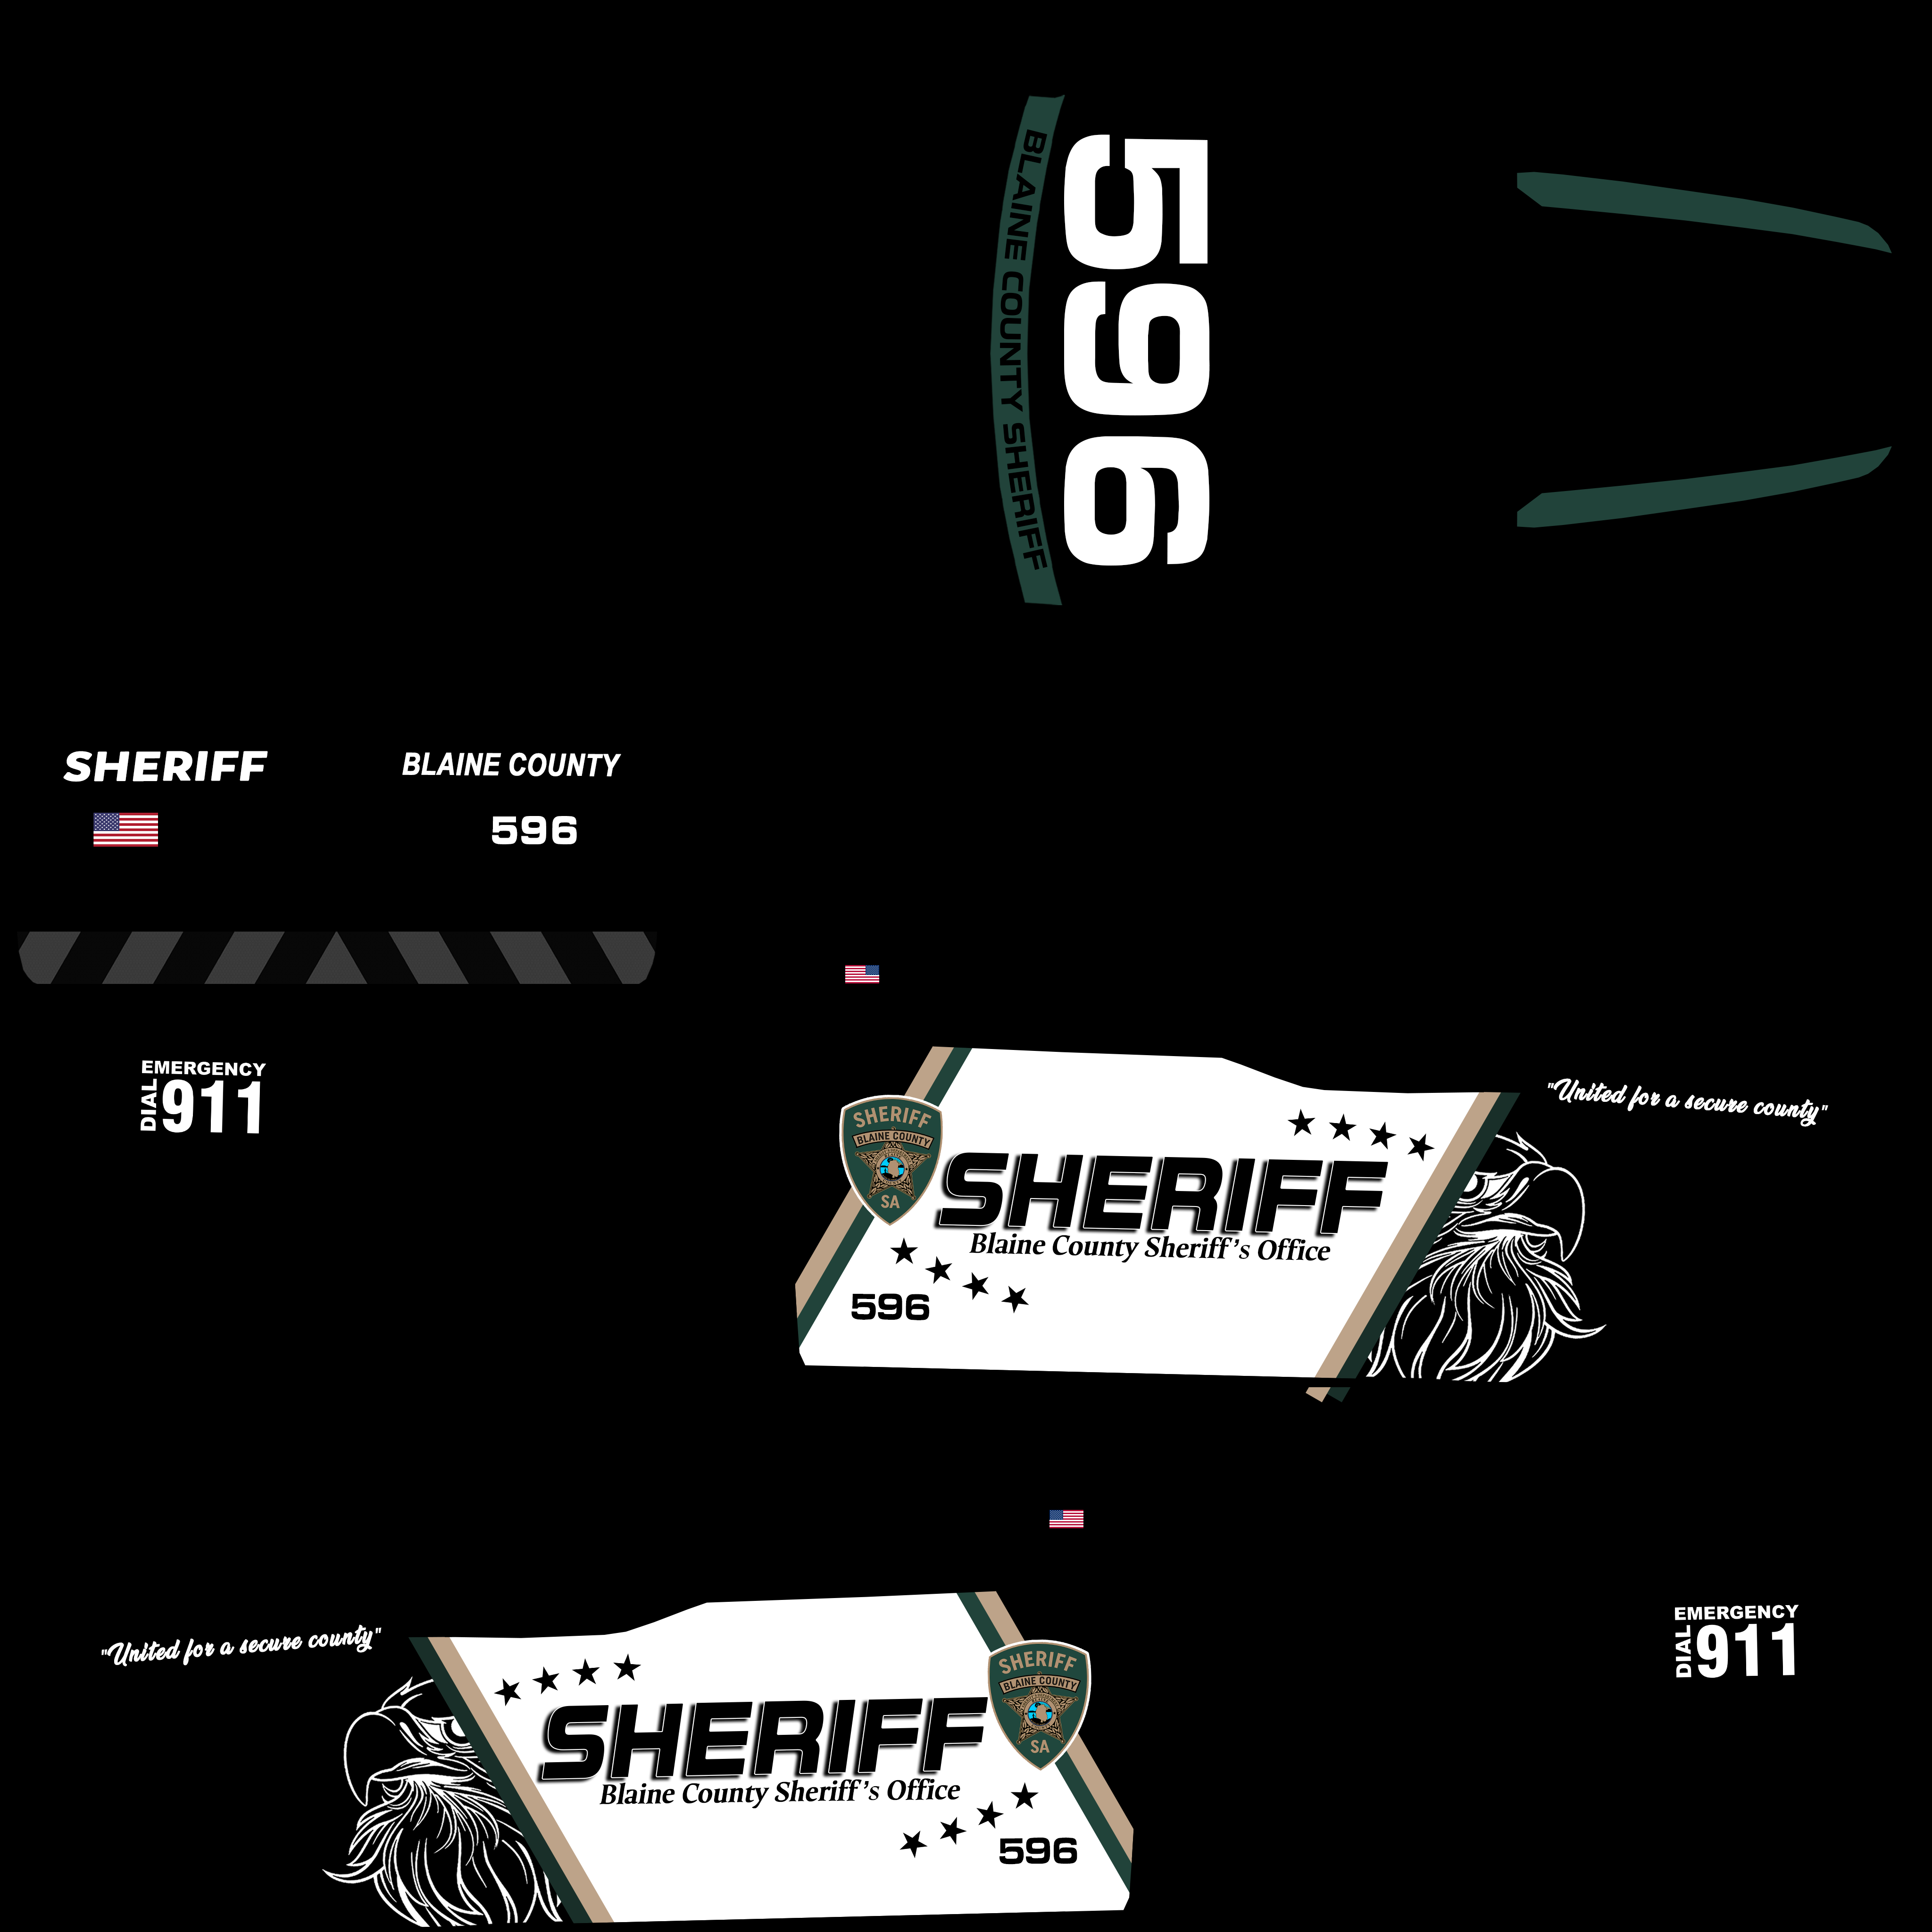 BLAINE COUNTY SHERIFF
596
SHERIFF
BLAINE COUNTY
596
EMERGENCY
DIAL
911
"United for a secure county"
SHERIFF
BLAINE COUNTY
SA
SHERIFF
Blaine County Sheriff's Office
596
"United for a secure county"
SHERIFF
BLAINE COUNTY
SA
SHERIFF
Blaine County Sheriff's Office
596
EMERGENCY
DIAL
911